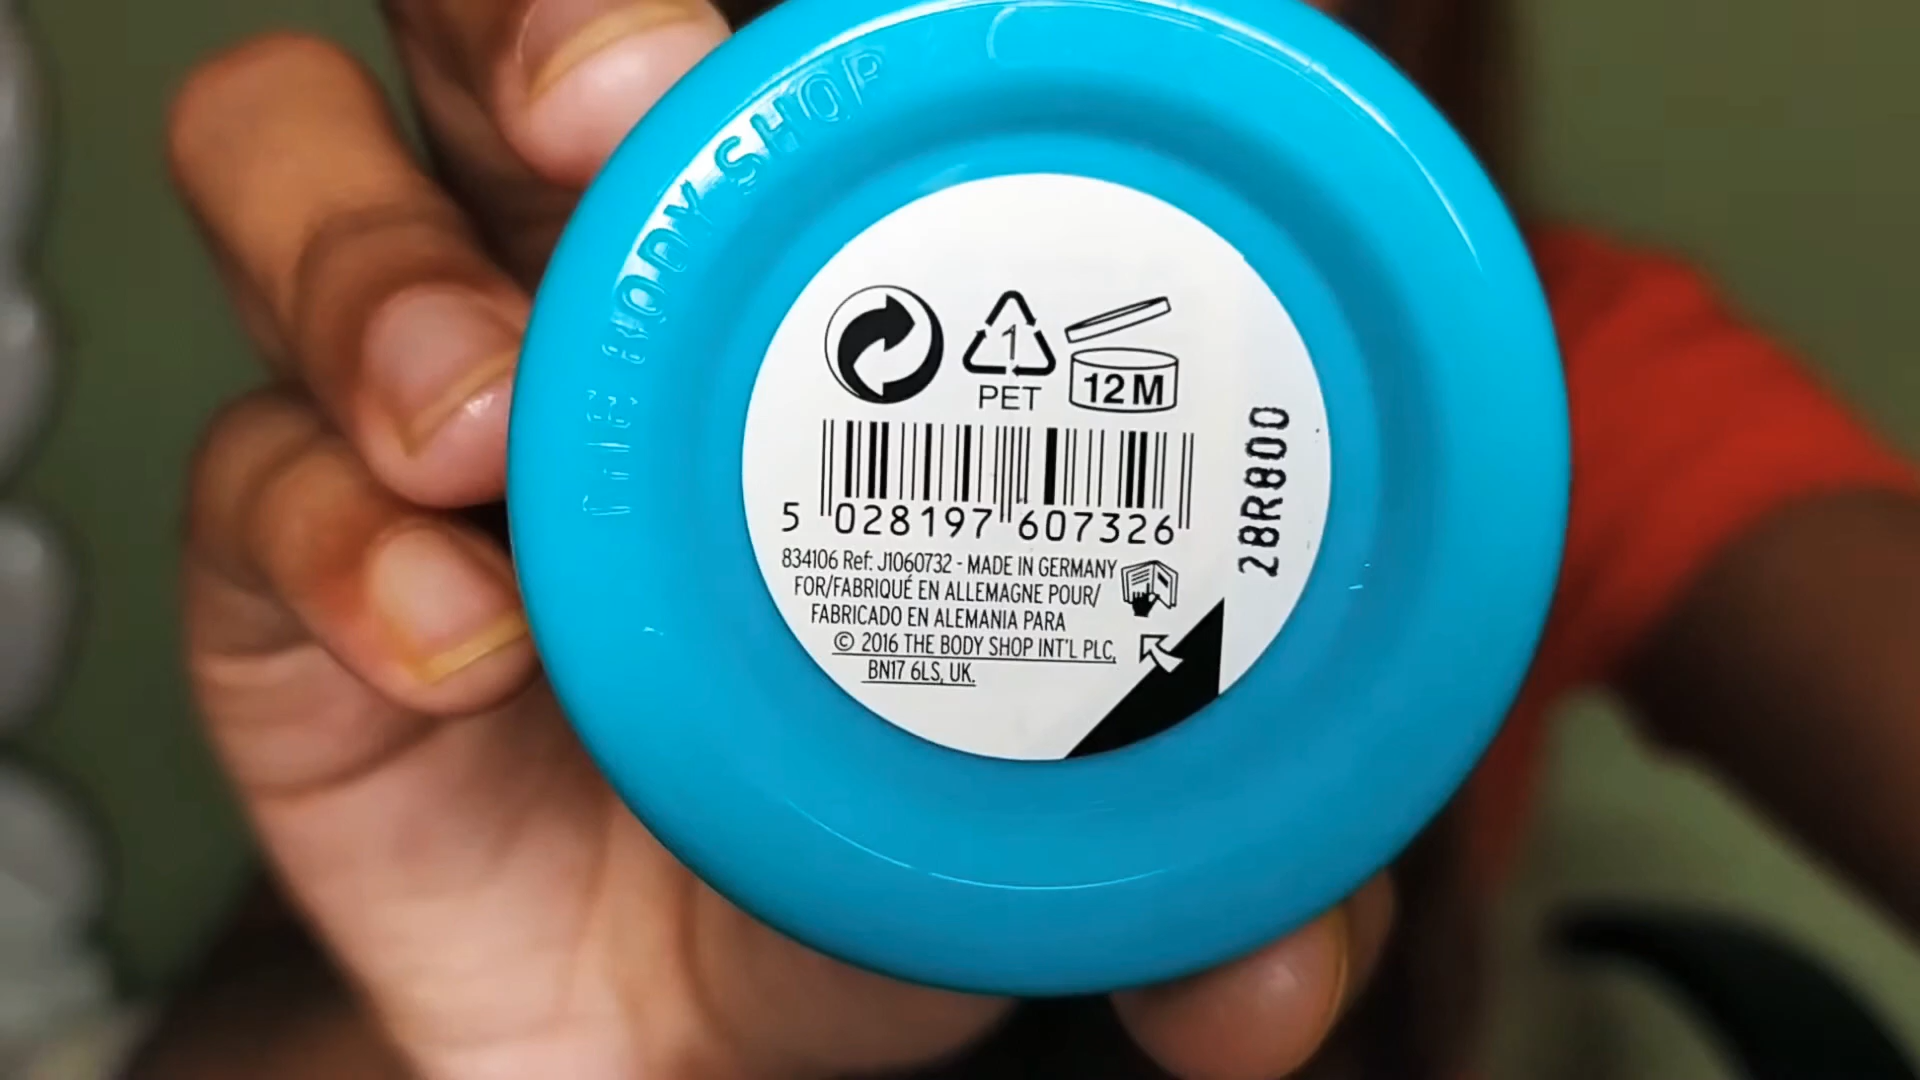 THE BODY SHOP
1
PET
12 M
5 028197 607326
834106 Ref: J1060732 - MADE IN GERMANY
FOR/FABRIQUÉ EN ALLEMAGNE POUR/
FABRICADO EN ALEMANIA PARA
© 2016 THE BODY SHOP INT'L PLC,
BN17 6LS, UK.
28R800